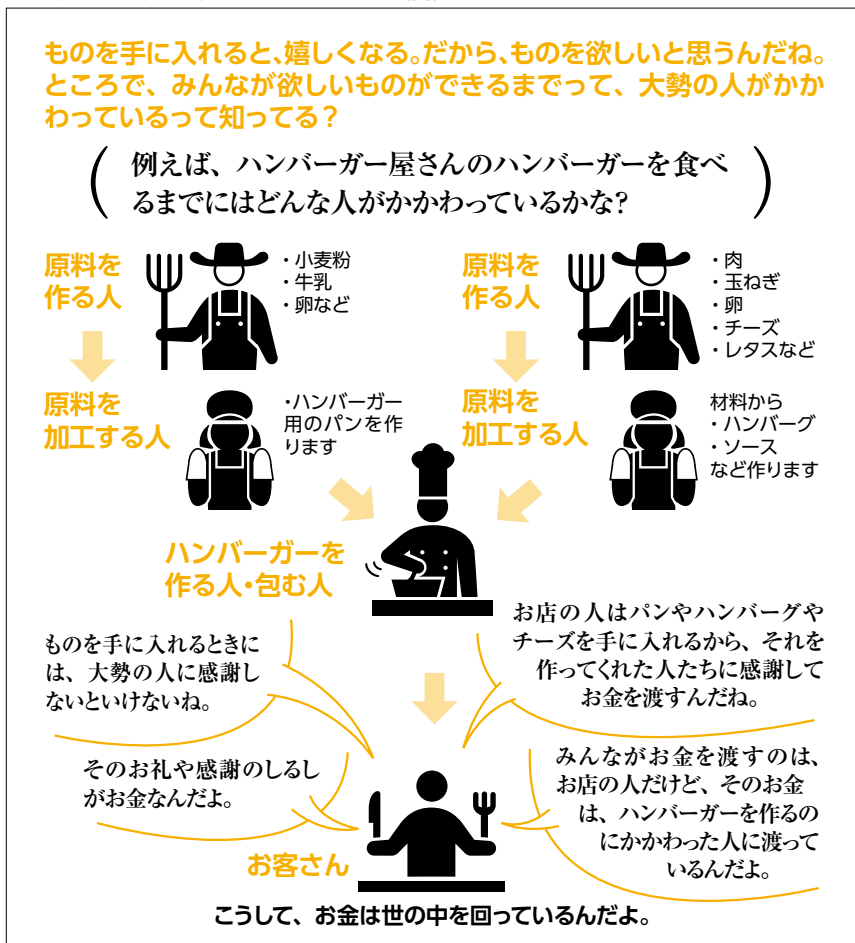 ものを手に入れると、嬉しくなる。だから、ものを欲しいと思うんだね。
ところで、みんなが欲しいものができるまでって、大勢の人がかか
わっているって知ってる？
例えば、ハンバーガー屋さんのハンバーガーを食べ
るまでにはどんな人がかかわっているかな？
原料を
作る人
・小麦粉
・牛乳
・卵など
原料を
加工する人
・ハンバーガー
用のパンを作
ります
原料を
作る人
・肉
・玉ねぎ
・卵
・チーズ
・レタスなど
原料を
加工する人
材料から
・ハンバーグ
・ソース
など作ります
ハンバーガーを
作る人・包む人
ものを手に入れるときに
は、大勢の人に感謝し
ないといけないね。
お店の人はパンやハンバーグや
チーズを手に入れるから、それを
作ってくれた人たちに感謝して
お金を渡すんだね。
そのお礼や感謝のしるし
がお金なんだよ。
みんながお金を渡すのは、
お店の人だけど、そのお金
は、ハンバーガーを作るの
にかかわった人に渡って
いるんだよ。
お客さん
こうして、お金は世の中を回っているんだよ。